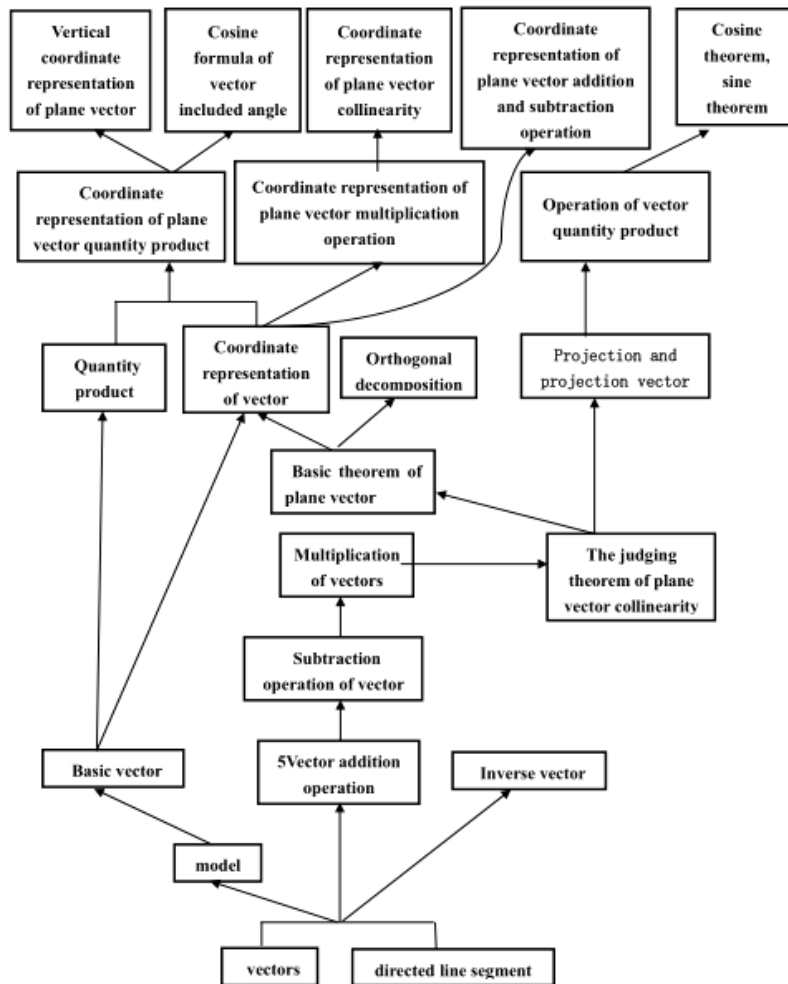 Vertical
coordinate
representation
of plane vector
Cosine
formula of
vector
included angle
Coordinate
representation
of plane vector
collinearity
Coordinate
representation of
plane vector addition
and subtraction
operation
Cosine
theorem,
sine
theorem
Coordinate
representation of plane
vector quantity product
Coordinate representation of
plane vector multiplication
operation
Operation of vector
quantity product
Quantity
product
Coordinate
representation
of vector
Orthogonal
decomposition
Projection and
projection vector
Basic theorem of
plane vector
Multiplication
of vectors
The judging
theorem of plane
vector collinearity
Subtraction
operation of vector
Basic vector
5Vector addition
operation
Inverse vector
model
vectors
directed line segment